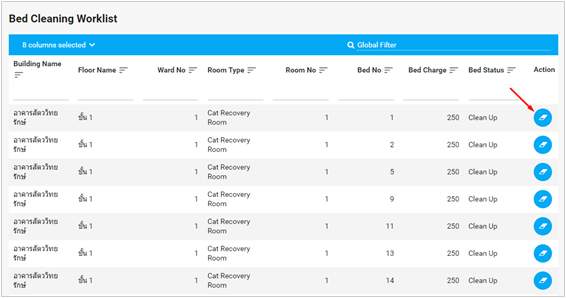 Bed Cleaning Worklist
8 columns selected Global Filter
Building Name Floor Name Ward No Room Type Room No Bed No Bed Charge Bed Status Action
อาคารสัตววิทย ชั้น 1 1 Cat Recovery 1 1 250 Clean Up
รักษ์ Room
อาคารสัตววิทย ชั้น 1 1 Cat Recovery 1 2 250 Clean Up
รักษ์ Room
อาคารสัตววิทย ชั้น 1 1 Cat Recovery 1 5 250 Clean Up
รักษ์ Room
อาคารสัตววิทย ชั้น 1 1 Cat Recovery 1 9 250 Clean Up
รักษ์ Room
อาคารสัตววิทย ชั้น 1 1 Cat Recovery 1 11 250 Clean Up
รักษ์ Room
อาคารสัตววิทย ชั้น 1 1 Cat Recovery 1 13 250 Clean Up
รักษ์ Room
อาคารสัตววิทย ชั้น 1 1 Cat Recovery 1 14 250 Clean Up
รักษ์ Room